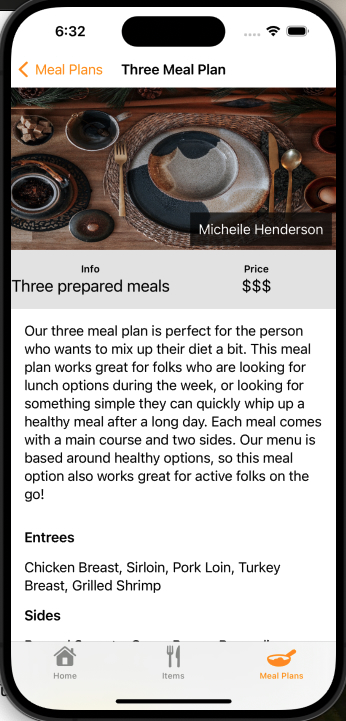 6:32
Meal Plans
Three Meal Plan
Micheile Henderson
Info
Price
Three prepared meals
$$$
Our three meal plan is perfect for the person
who wants to mix up their diet a bit. This meal
plan works great for folks who are looking for
lunch options during the week, or looking for
something simple they can quickly whip up a
healthy meal after a long day. Each meal comes
with a main course and two sides. Our menu is
based around healthy options, so this meal
option also works great for active folks on the
go!
Entrees
Chicken Breast, Sirloin, Pork Loin, Turkey
Breast, Grilled Shrimp
Sides
Home
Items
Meal Plans